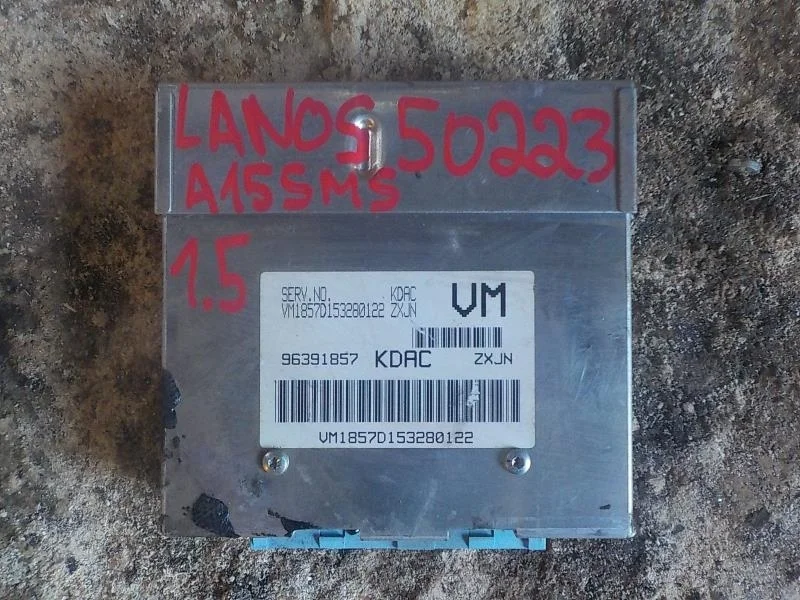 LANOS 50223
A15SMS
1.5
SERV.NO. KDAC VM
VM1857D153280122 ZXJN
96391857 KDAC ZXJN
VM1857D153280122